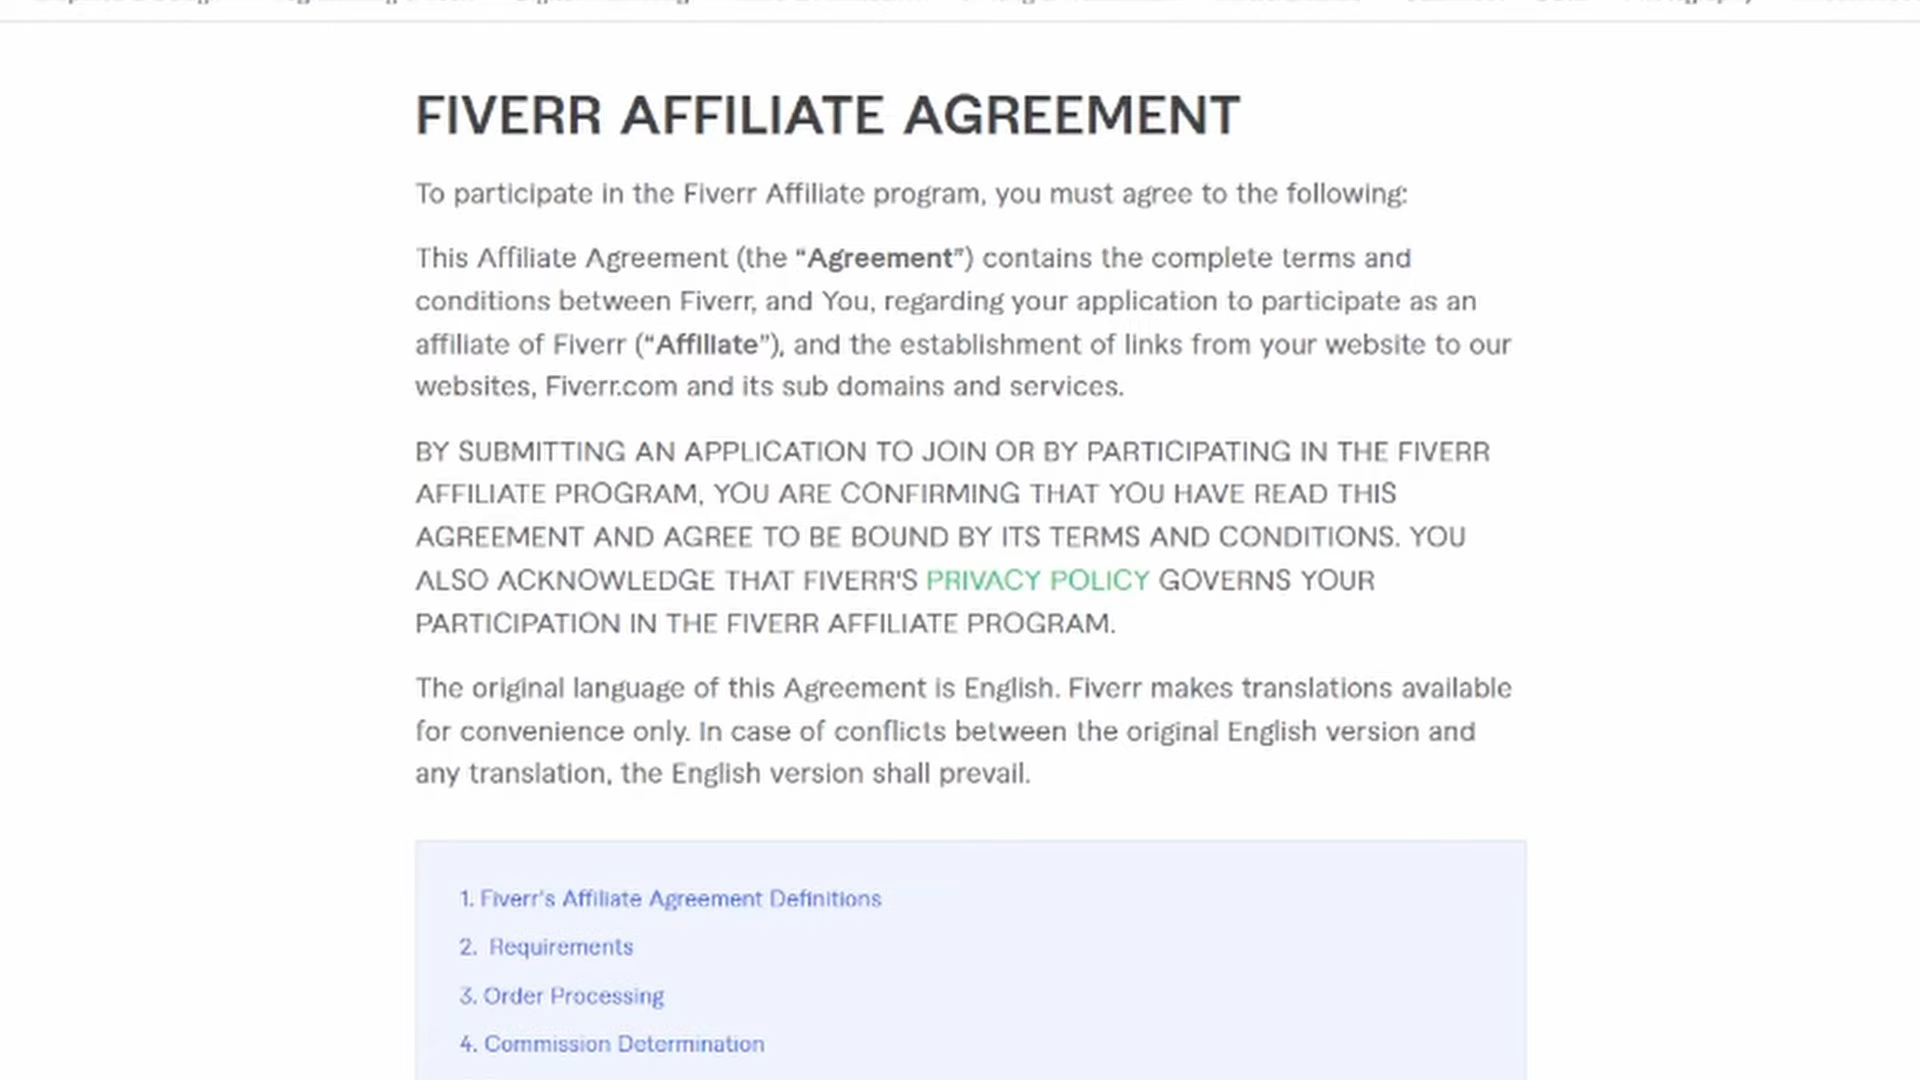 FIVERR AFFILIATE AGREEMENT
To participate in the Fiverr Affiliate program, you must agree to the following:
This Affiliate Agreement (the “Agreement”) contains the complete terms and
conditions between Fiverr, and You, regarding your application to participate as an
affiliate of Fiverr (“Affiliate”), and the establishment of links from your website to our
websites, Fiverr.com and its sub domains and services.
BY SUBMITTING AN APPLICATION TO JOIN OR BY PARTICIPATING IN THE FIVERR
AFFILIATE PROGRAM, YOU ARE CONFIRMING THAT YOU HAVE READ THIS
AGREEMENT AND AGREE TO BE BOUND BY ITS TERMS AND CONDITIONS. YOU
ALSO ACKNOWLEDGE THAT FIVERR'S PRIVACY POLICY GOVERNS YOUR
PARTICIPATION IN THE FIVERR AFFILIATE PROGRAM.
The original language of this Agreement is English. Fiverr makes translations available
for convenience only. In case of conflicts between the original English version and
any translation, the English version shall prevail.
1. Fiverr's Affiliate Agreement Definitions
2. Requirements
3. Order Processing
4. Commission Determination